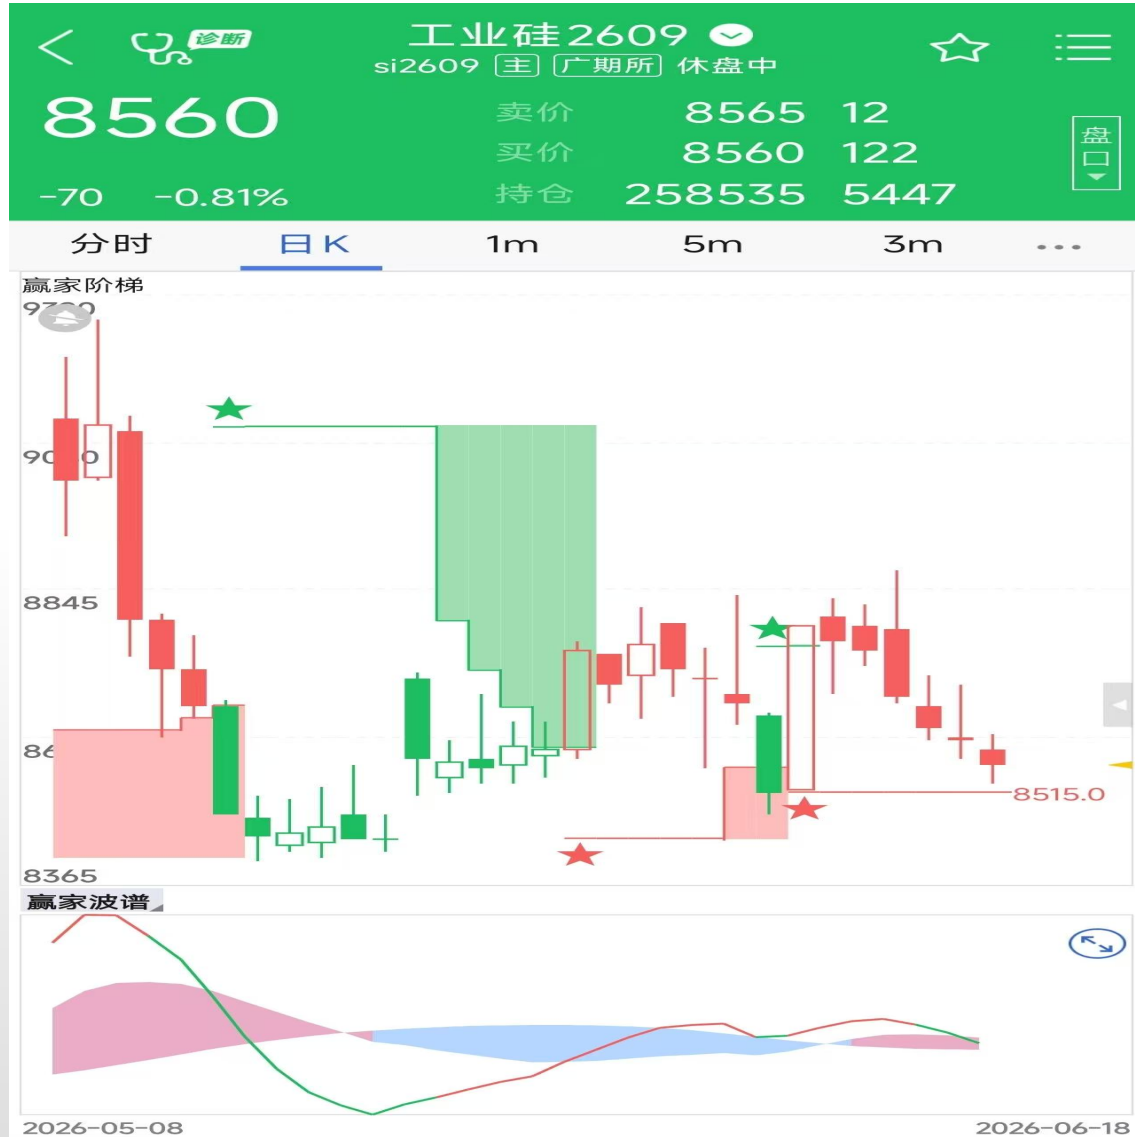 诊断
工业硅2609
si2609 主 广期所 休盘中
8560
卖价 8565 12
买价 8560 122
盘口
-70 -0.81%
持仓 258535 5447
分时 日K 1m 5m 3m
赢家阶梯
8845
8515.0
8365
赢家波谱
2026-05-08 2026-06-18